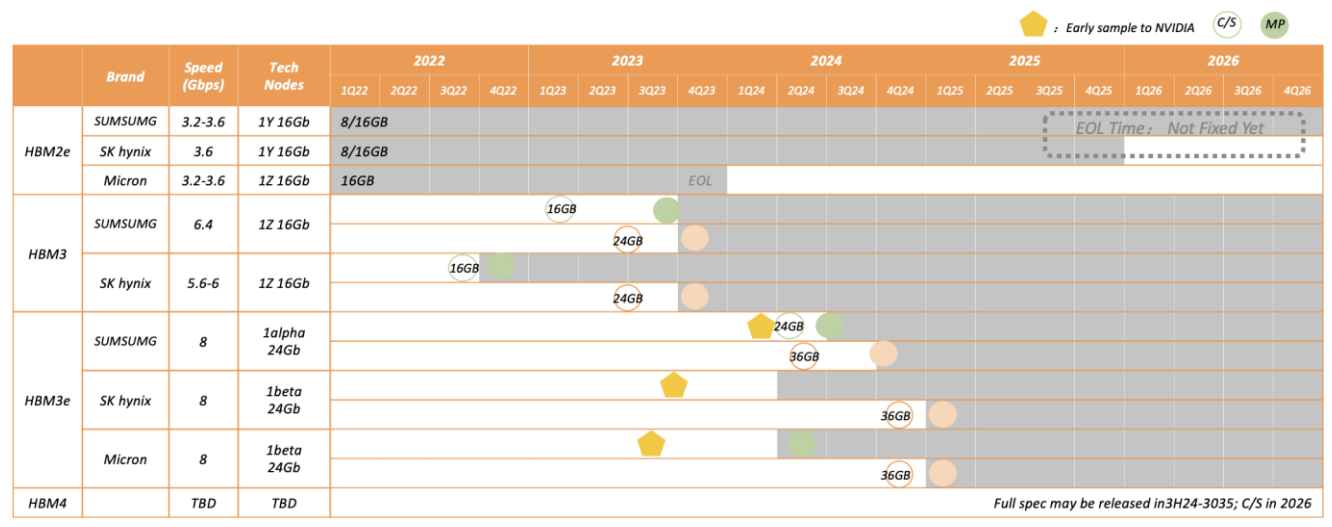 : Early sample to NVIDIA C/S MP
Brand Speed (Gbps) Tech Nodes 2022 2023 2024 2025 2026
1Q22 2Q22 3Q22 4Q22 1Q23 2Q23 3Q23 4Q23 1Q24 2Q24 3Q24 4Q24 1Q25 2Q25 3Q25 4Q25 1Q26 2Q26 3Q26 4Q26
HBM2e
SUMSUMG 3.2-3.6 1Y 16Gb 8/16GB EOL Time: Not Fixed Yet
SK hynix 3.6 1Y 16Gb 8/16GB
Micron 3.2-3.6 1Z 16Gb 16GB EOL
HBM3
SUMSUMG 6.4 1Z 16Gb 16GB
24GB
SK hynix 5.6-6 1Z 16Gb 16GB
24GB
HBM3e
SUMSUMG 8 1alpha 24Gb 24GB
36GB
SK hynix 8 1beta 24Gb
36GB
Micron 8 1beta 24Gb
36GB
HBM4 TBD TBD Full spec may be released in3H24-3035; C/S in 2026